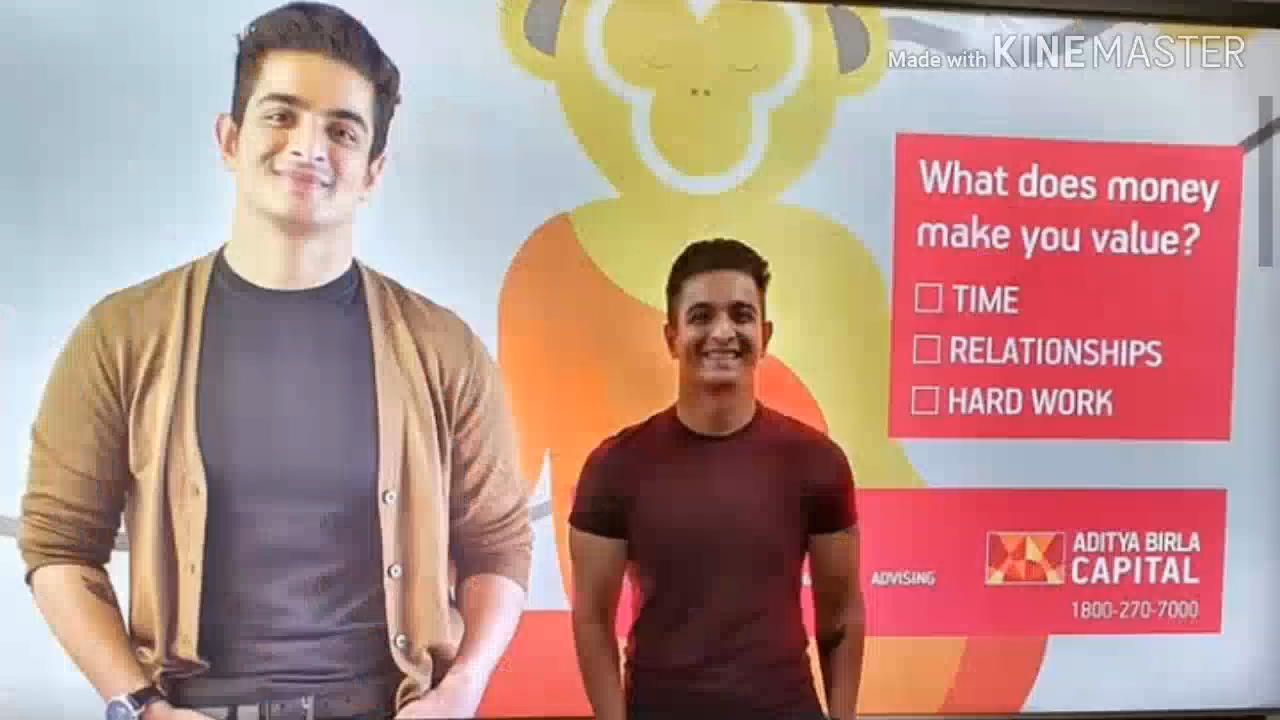 Made with KINEMASTER
What does money
make you value?
TIME
RELATIONSHIPS
HARD WORK
ADVISING
ADITYA BIRLA
CAPITAL
1800-270-7000